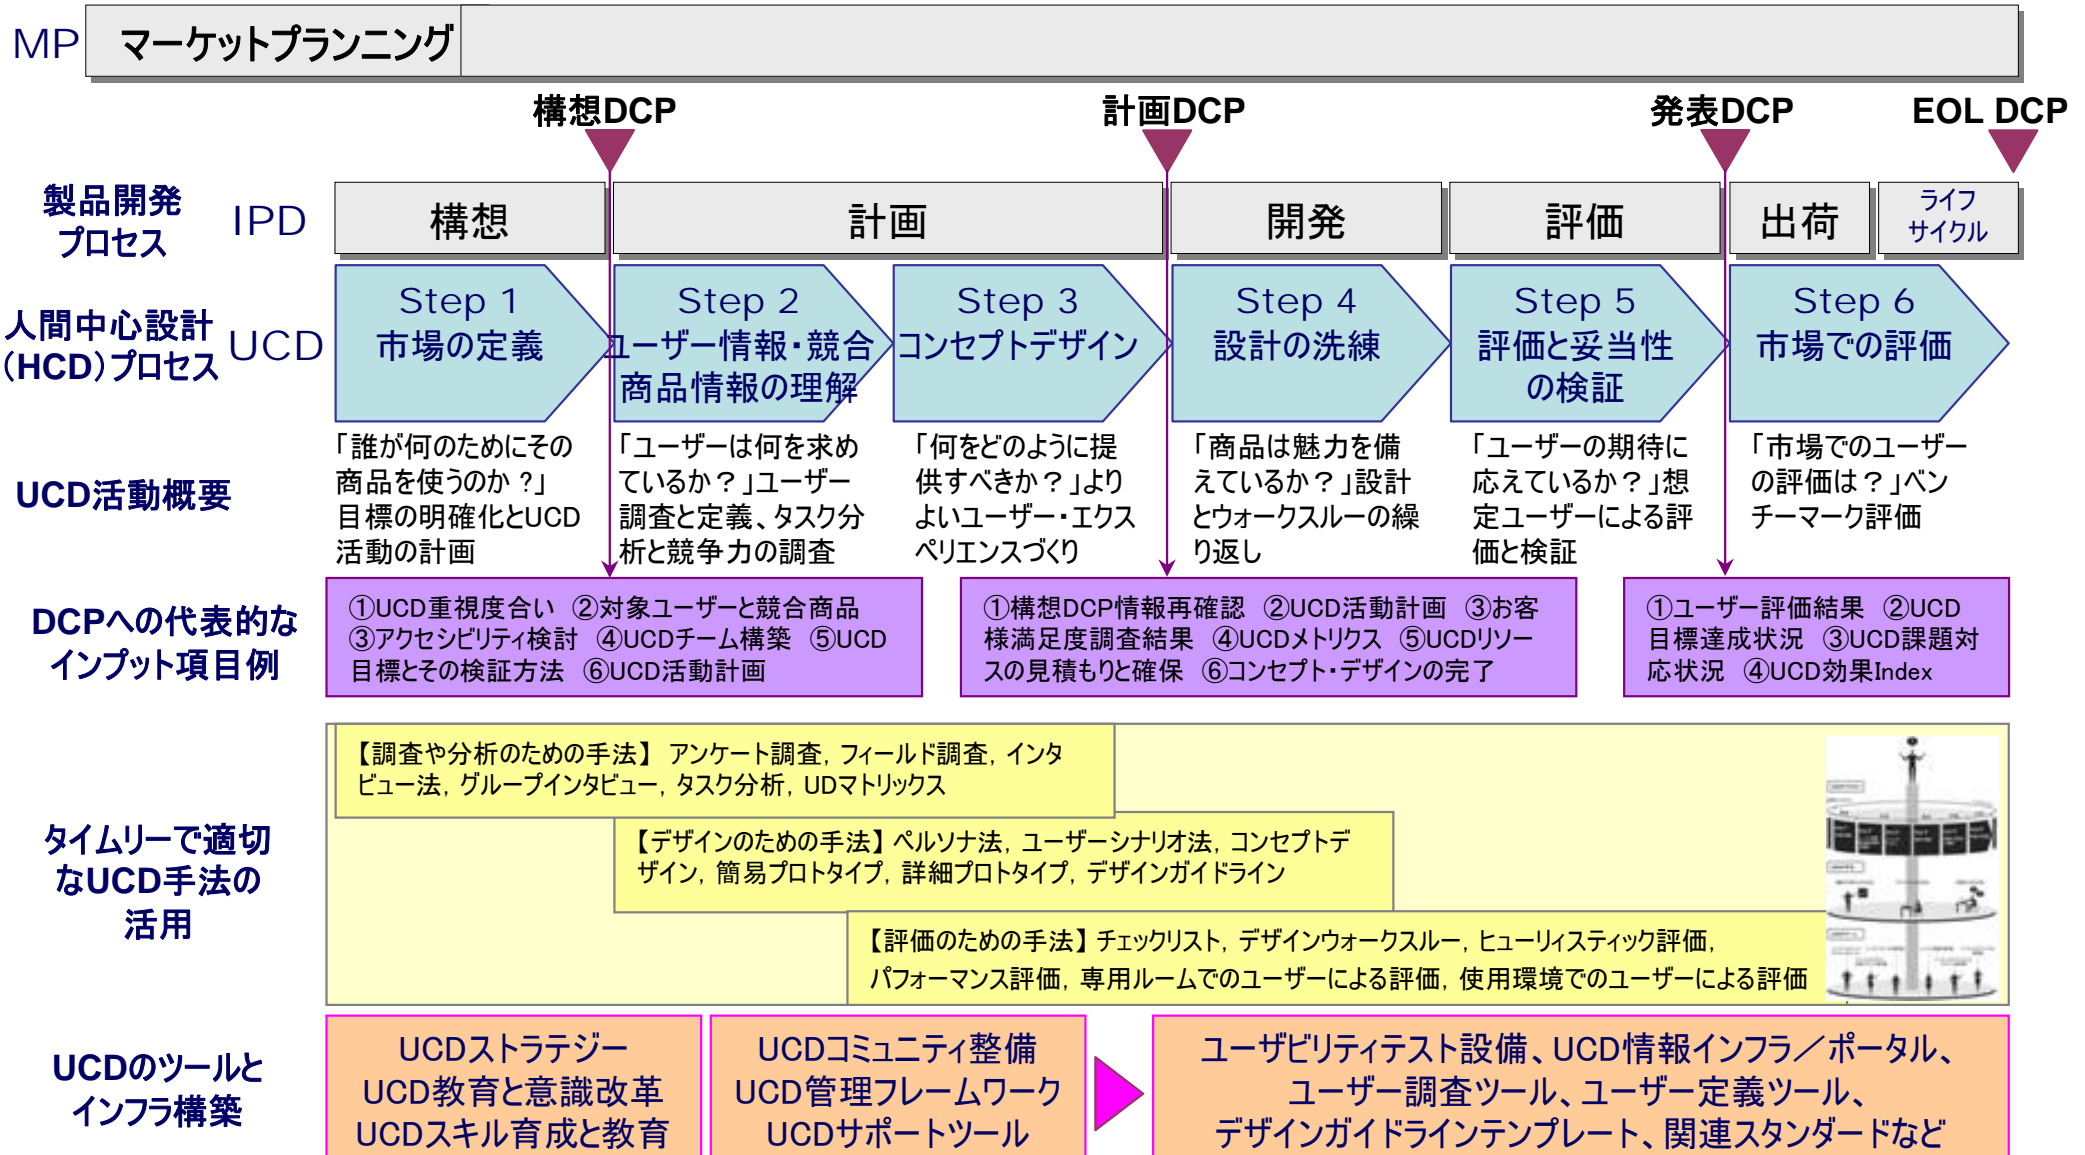 MP マーケットプランニング
構想DCP 計画DCP 発表DCP EOL DCP
製品開発
プロセス
IPD
構想 計画 開発 評価 出荷
ライフ
サイクル
人間中心設計
(HCD)プロセス
UCD
Step 1
市場の定義
Step 2
ユーザー情報・競合
商品情報の理解
Step 3
コンセプトデザイン
Step 4
設計の洗練
Step 5
評価と妥当性
の検証
Step 6
市場での評価
UCD活動概要
「誰が何のためにその
商品を使うのか？」
目標の明確化とUCD
活動の計画
「ユーザーは何を求め
ているか？」ユーザー
調査と定義、タスク分
析と競争力の調査
「何をどのように提
供すべきか？」より
よいユーザー・エクス
ペリエンスづくり
「商品は魅力を備
えているか？」設計
とウォークスルーの繰
り返し
「ユーザーの期待に
応えているか？」想
定ユーザーによる評
価と検証
「市場でのユーザー
の評価は？」ベン
チーマーク評価
DCPへの代表的な
インプット項目例
①UCD重視度合い ②対象ユーザーと競合商品
③アクセシビリティ検討 ④UCDチーム構築 ⑤UCD
目標とその検証方法 ⑥UCD活動計画
①構想DCP情報再確認 ②UCD活動計画 ③お客
様満足度調査結果 ④UCDメトリクス ⑤UCDリソー
スの見積もりと確保 ⑥コンセプト・デザインの完了
①ユーザー評価結果 ②UCD
目標達成状況 ③UCD課題対
応状況 ④UCD効果Index
タイムリーで適切
なUCD手法の
活用
【調査や分析のための手法】 アンケート調査, フィールド調査, インタ
ビュー法, グループインタビュー, タスク分析, UDマトリックス
【デザインのための手法】 ペルソナ法, ユーザーシナリオ法, コンセプトデ
ザイン, 簡易プロトタイプ, 詳細プロトタイプ, デザインガイドライン
【評価のための手法】 チェックリスト, デザインウォークスルー, ヒューリィスティック評価,
パフォーマンス評価, 専用ルームでのユーザーによる評価, 使用環境でのユーザーによる評価
UCDのツールと
インフラ構築
UCDストラテジー
UCD教育と意識改革
UCDスキル育成と教育
UCDコミュニティ整備
UCD管理フレームワーク
UCDサポートツール
ユーザビリティテスト設備、UCD情報インフラ／ポータル、
ユーザー調査ツール、ユーザー定義ツール、
デザインガイドラインテンプレート、関連スタンダードなど